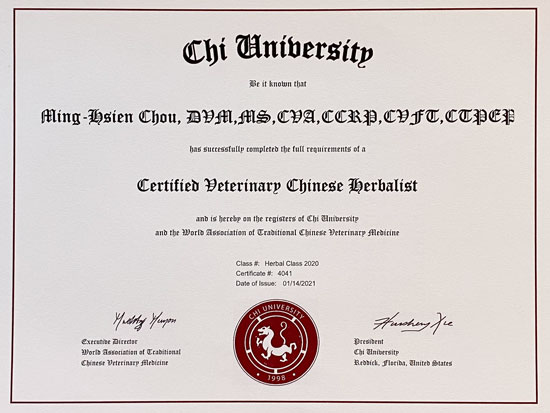 Chi University
Be it known that
Ming-Hsien Chou, DVM,MS,CVA,CCRP,CVFT,CTPEP
has successfully completed the full requirements of a
Certified Veterinary Chinese Herbalist
and is hereby on the registers of Chi University
and the World Association of Traditional Chinese Veterinary Medicine
Class #: Herbal Class 2020
Certificate #: 4041
Date of Issue: 01/14/2021
CHI UNIVERSITY
1998
Executive Director
World Association of Traditional
Chinese Veterinary Medicine
President
Chi University
Reddick, Florida, United States